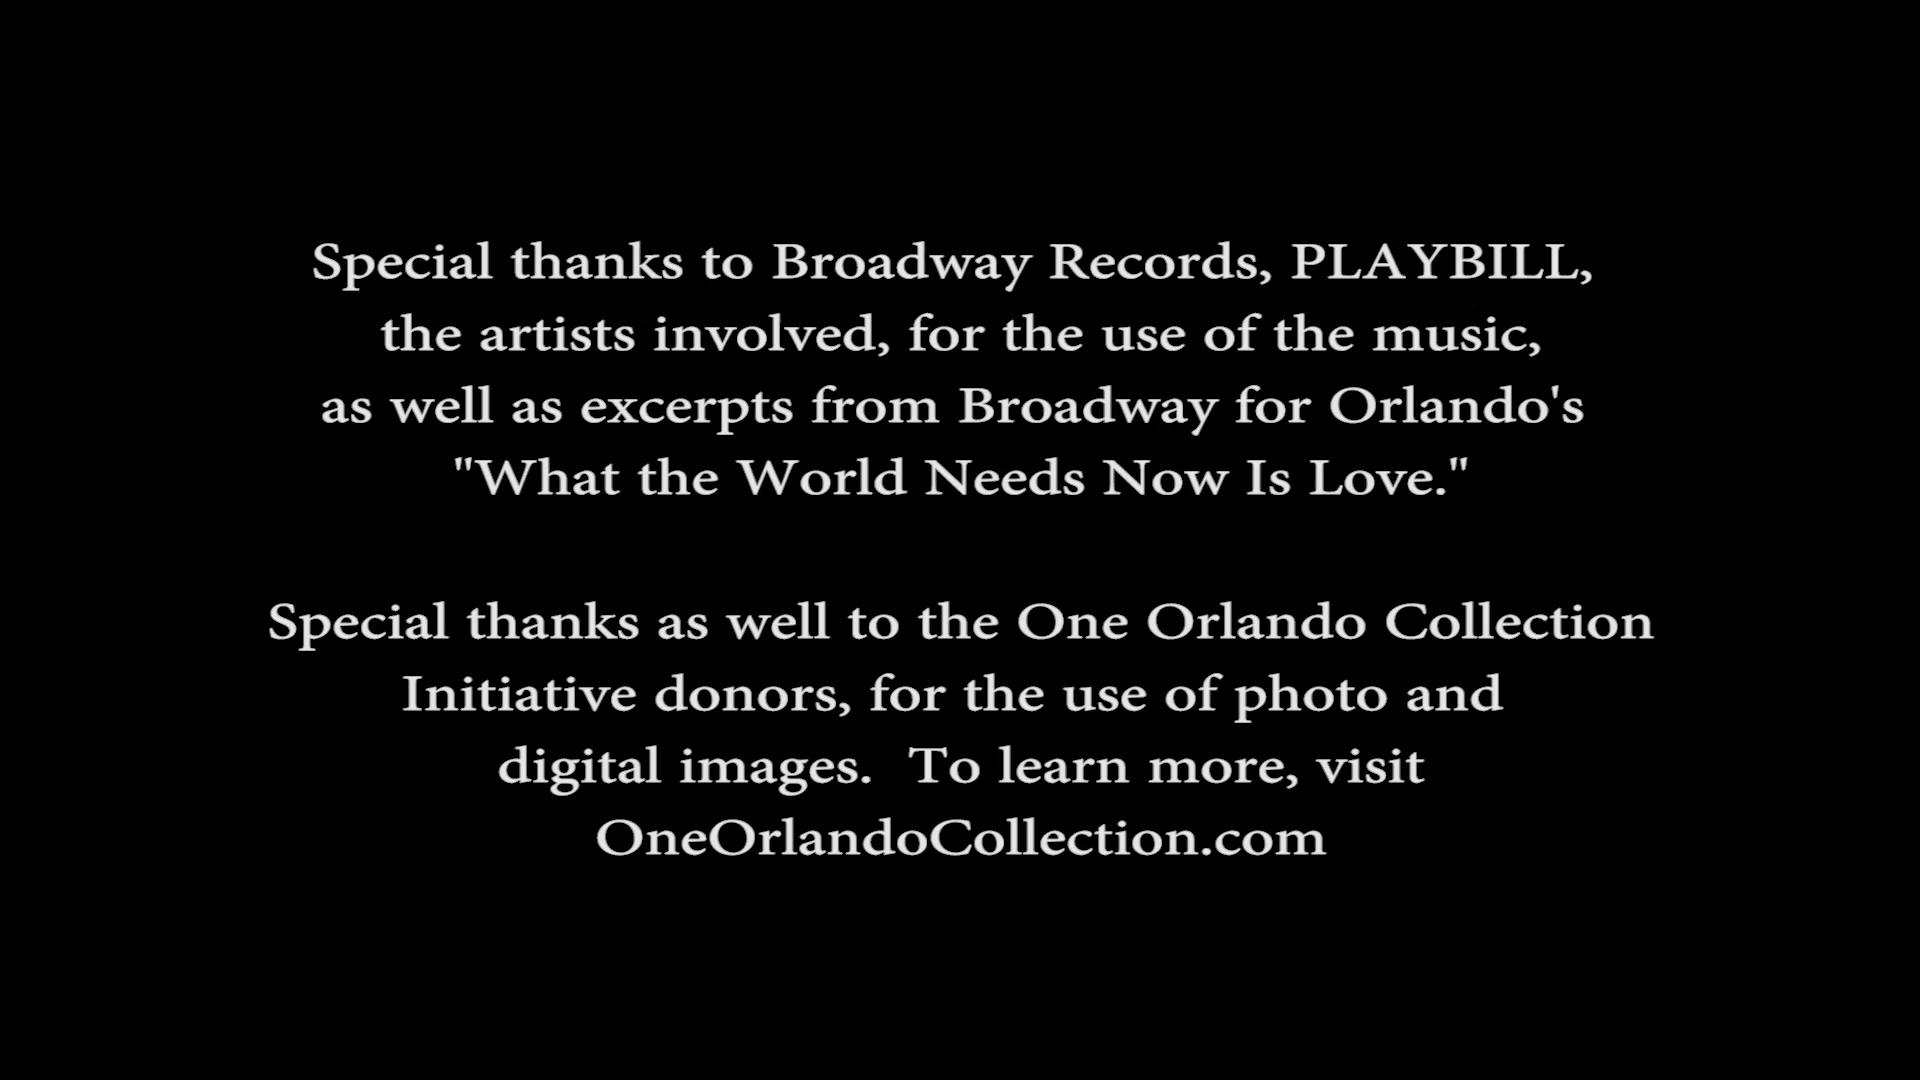 Special thanks to Broadway Records, PLAYBILL,
the artists involved, for the use of the music,
as well as excerpts from Broadway for Orlando's
"What the World Needs Now Is Love."
Special thanks as well to the One Orlando Collection
Initiative donors, for the use of photo and
digital images.  To learn more, visit
OneOrlandoCollection.com